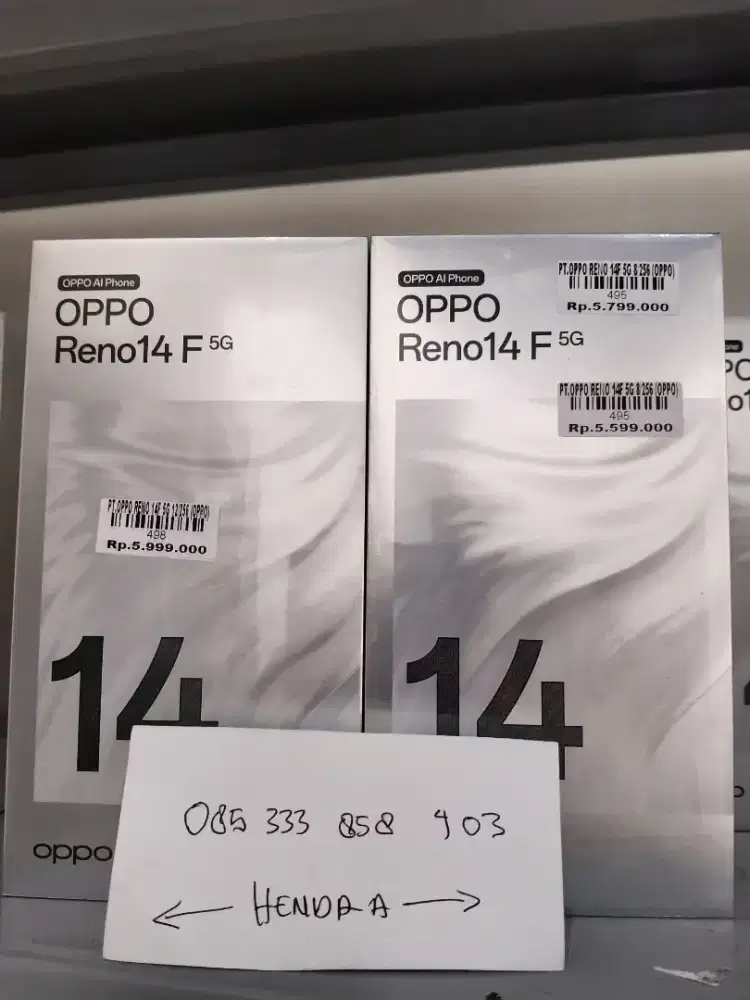 OPPO AI Phone
OPPO
Reno14 F 5G
PT.OPPO RENO 14F 5G 12/256 (OPPO)
498
Rp.5.999.000
14
oppo
OPPO AI Phone
OPPO
Reno14 F 5G
PT.OPPO RENO 14F 5G 8/256 (OPPO)
495
Rp.5.799.000
PT.OPPO RENO 14F 5G 8/256 (OPPO)
495
Rp.5.599.000
14
085 333 858 903
HENDRA